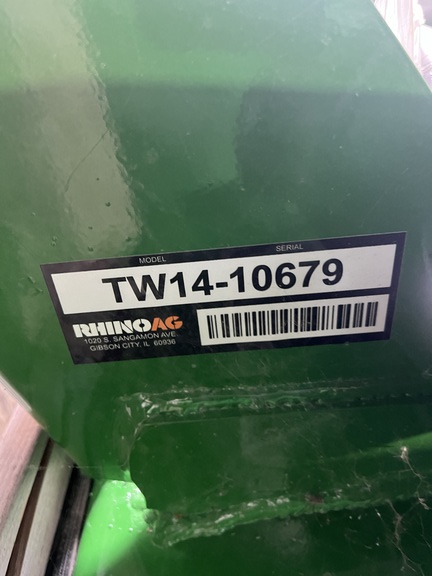 MODEL SERIAL
TW14-10679
RHINOAG
1020 S. SANGAMON AVE.
GIBSON CITY, IL 60936